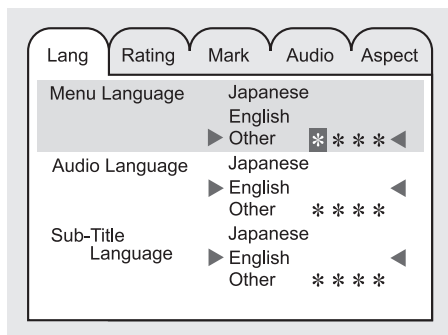 Lang Rating Mark Audio Aspect
Menu Language Japanese
English
▶ Other * * * * ◀
Audio Language Japanese
▶ English ◀
Other * * * *
Sub-Title Japanese
Language ▶ English ◀
Other * * * *